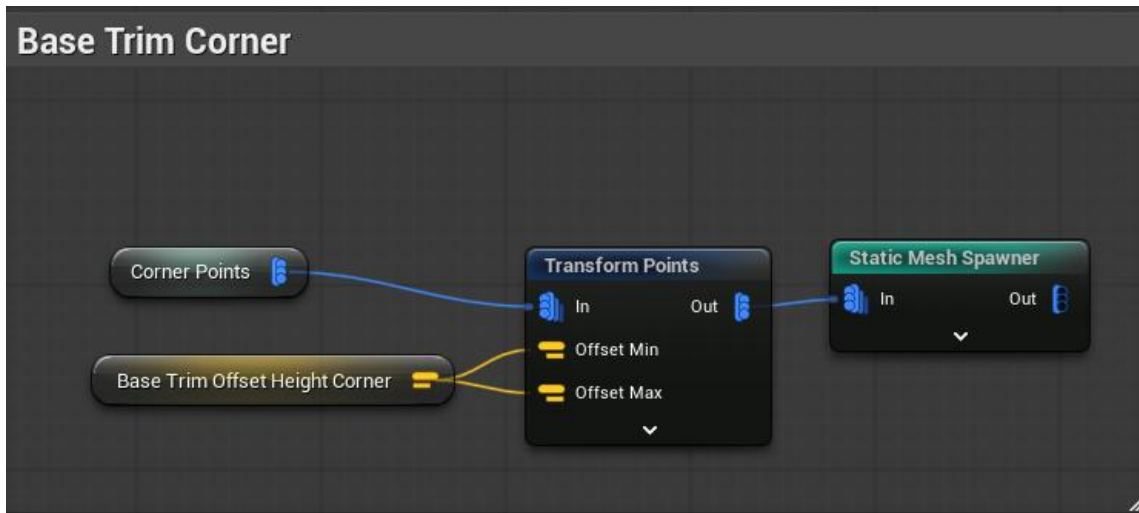 Base Trim Corner
Corner Points
Base Trim Offset Height Corner
Transform Points
In
Out
Offset Min
Offset Max
Static Mesh Spawner
In
Out